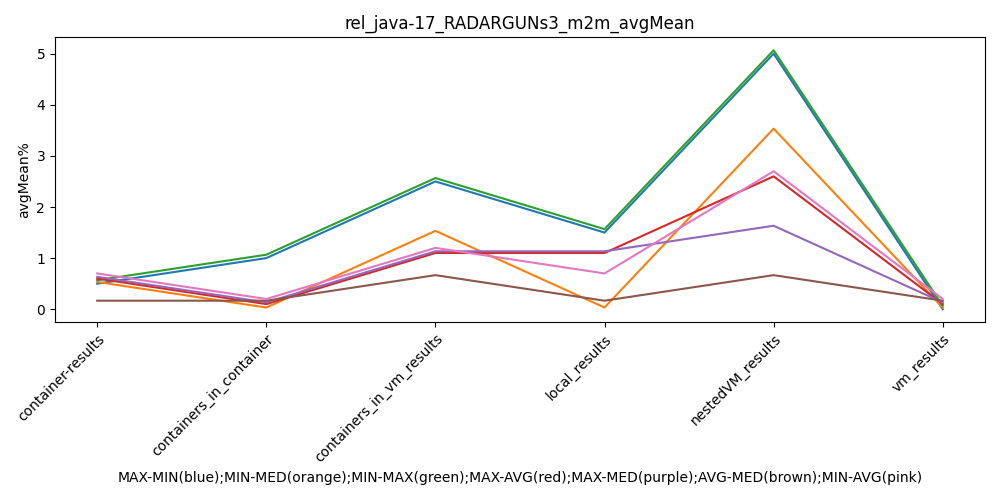 rel_java-17_RADARGUNs3_m2m_avgMean
avgMean%
5
4
3
2
1
0
container-results
containers_in_container
containers_in_vm_results
local_results
nestedVM_results
vm_results
MAX-MIN(blue);MIN-MED(orange);MIN-MAX(green);MAX-AVG(red);MAX-MED(purple);AVG-MED(brown);MIN-AVG(pink)